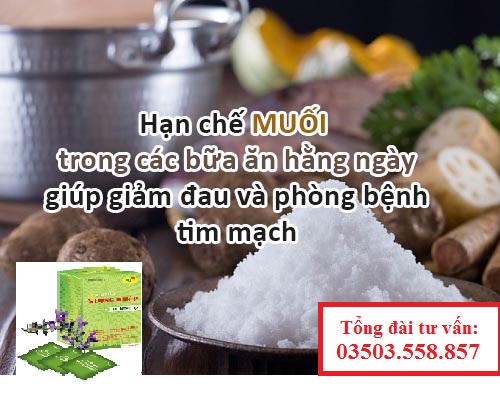 Hạn chế MUỐI
trong các bữa ăn hằng ngày
giúp giảm đau và phòng bệnh
tim mạch
Tổng đài tư vấn:
03503.558.857